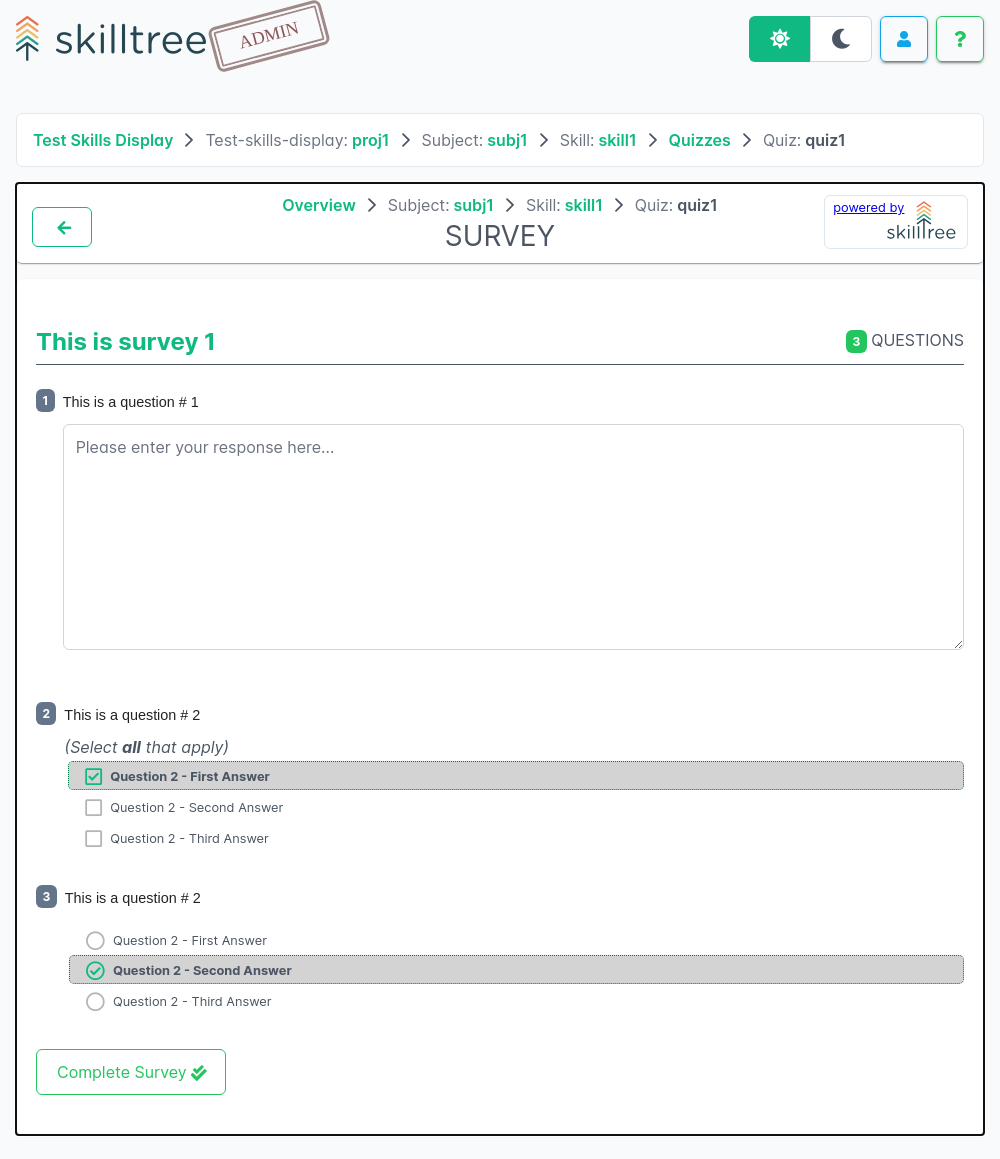 skilltree ADMIN
?
Test Skills Display > Test-skills-display: proj1 > Subject: subj1 > Skill: skill1 > Quizzes > Quiz: quiz1
Overview > Subject: subj1 > Skill: skill1 > Quiz: quiz1
SURVEY
powered by
skilltree
This is survey 1
3 QUESTIONS
1 This is a question # 1
Please enter your response here...
2 This is a question # 2
(Select all that apply)
Question 2 - First Answer
Question 2 - Second Answer
Question 2 - Third Answer
3 This is a question # 2
Question 2 - First Answer
Question 2 - Second Answer
Question 2 - Third Answer
Complete Survey